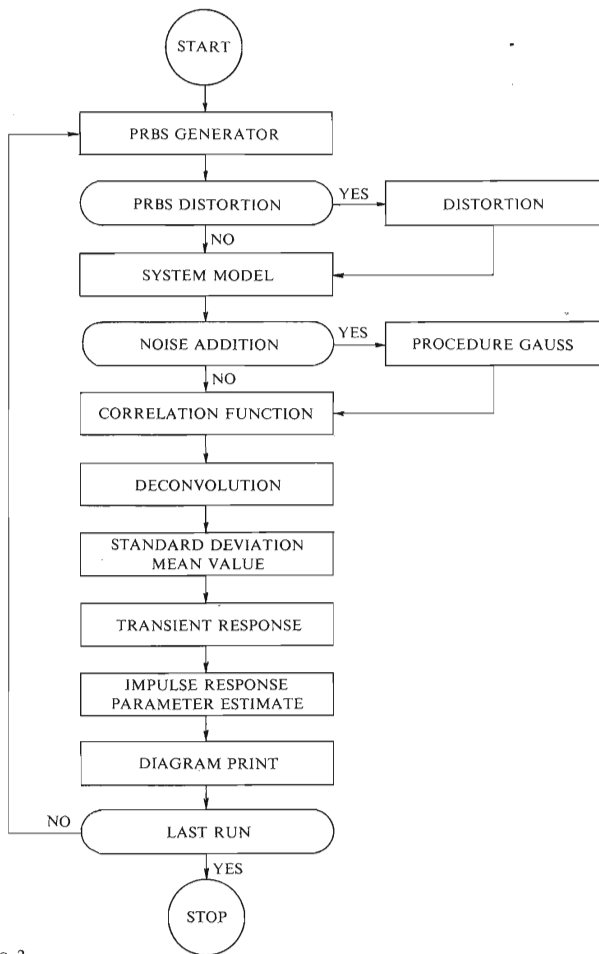 START
PRBS GENERATOR
PRBS DISTORTION
YES
DISTORTION
NO
SYSTEM MODEL
NOISE ADDITION
YES
PROCEDURE GAUSS
NO
CORRELATION FUNCTION
DECONVOLUTION
STANDARD DEVIATION
MEAN VALUE
TRANSIENT RESPONSE
IMPULSE RESPONSE
PARAMETER ESTIMATE
DIAGRAM PRINT
NO
LAST RUN
YES
STOP